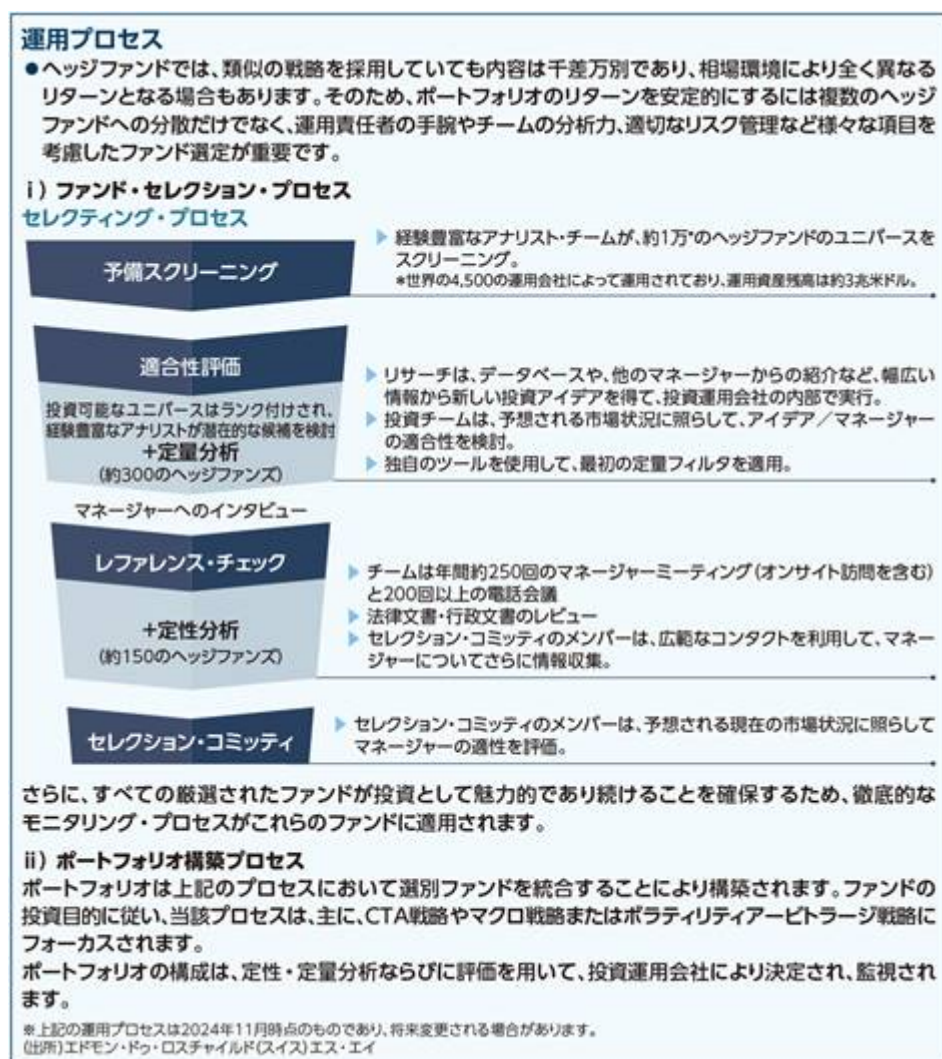 運用プロセス
●ヘッジファンドでは、類似の戦略を採用していても内容は千差万別であり、相場環境により全く異なる
リターンとなる場合もあります。そのため、ポートフォリオのリターンを安定的にするには複数のヘッジ
ファンドへの分散だけでなく、運用責任者の手腕やチームの分析力、適切なリスク管理など様々な項目を
考慮したファンド選定が重要です。
i）ファンド・セレクション・プロセス
セレクティング・プロセス
予備スクリーニング
▶ 経験豊富なアナリスト・チームが、約1万*のヘッジファンドのユニバースを
スクリーニング。
*世界の4,500の運用会社によって運用されており、運用資産残高は約3兆米ドル。
適合性評価
投資可能なユニバースはランク付けされ、
経験豊富なアナリストが潜在的な候補を検討
+定量分析
(約300のヘッジファンズ)
▶ リサーチは、データベースや、他のマネージャーからの紹介など、幅広い
情報から新しい投資アイデアを得て、投資運用会社の内部で実行。
▶ 投資チームは、予想される市場状況に照らして、アイデア／マネージャー
の適合性を検討。
▶ 独自のツールを使用して、最初の定量フィルタを適用。
マネージャーへのインタビュー
レファレンス・チェック
+定性分析
(約150のヘッジファンズ)
▶ チームは年間約250回のマネージャーミーティング(オンサイト訪問を含む)
と200回以上の電話会議
▶ 法律文書・行政文書のレビュー
▶ セレクション・コミッティのメンバーは、広範なコンタクトを利用して、マネー
ジャーについてさらに情報収集。
セレクション・コミッティ
▶ セレクション・コミッティのメンバーは、予想される現在の市場状況に照らして
マネージャーの適性を評価。
さらに、すべての厳選されたファンドが投資として魅力的であり続けることを確保するため、徹底的な
モニタリング・プロセスがこれらのファンドに適用されます。
ii）ポートフォリオ構築プロセス
ポートフォリオは上記のプロセスにおいて選別ファンドを統合することにより構築されます。ファンドの
投資目的に従い、当該プロセスは、主に、CTA戦略やマクロ戦略またはボラティリティアービトラージ戦略に
フォーカスされます。
ポートフォリオの構成は、定性・定量分析ならびに評価を用いて、投資運用会社により決定され、監視され
ます。
※上記の運用プロセスは2024年11月時点のものであり、将来変更される場合があります。
(出所)エドモン・ドゥ・ロスチャイルド(スイス)エス・エイ